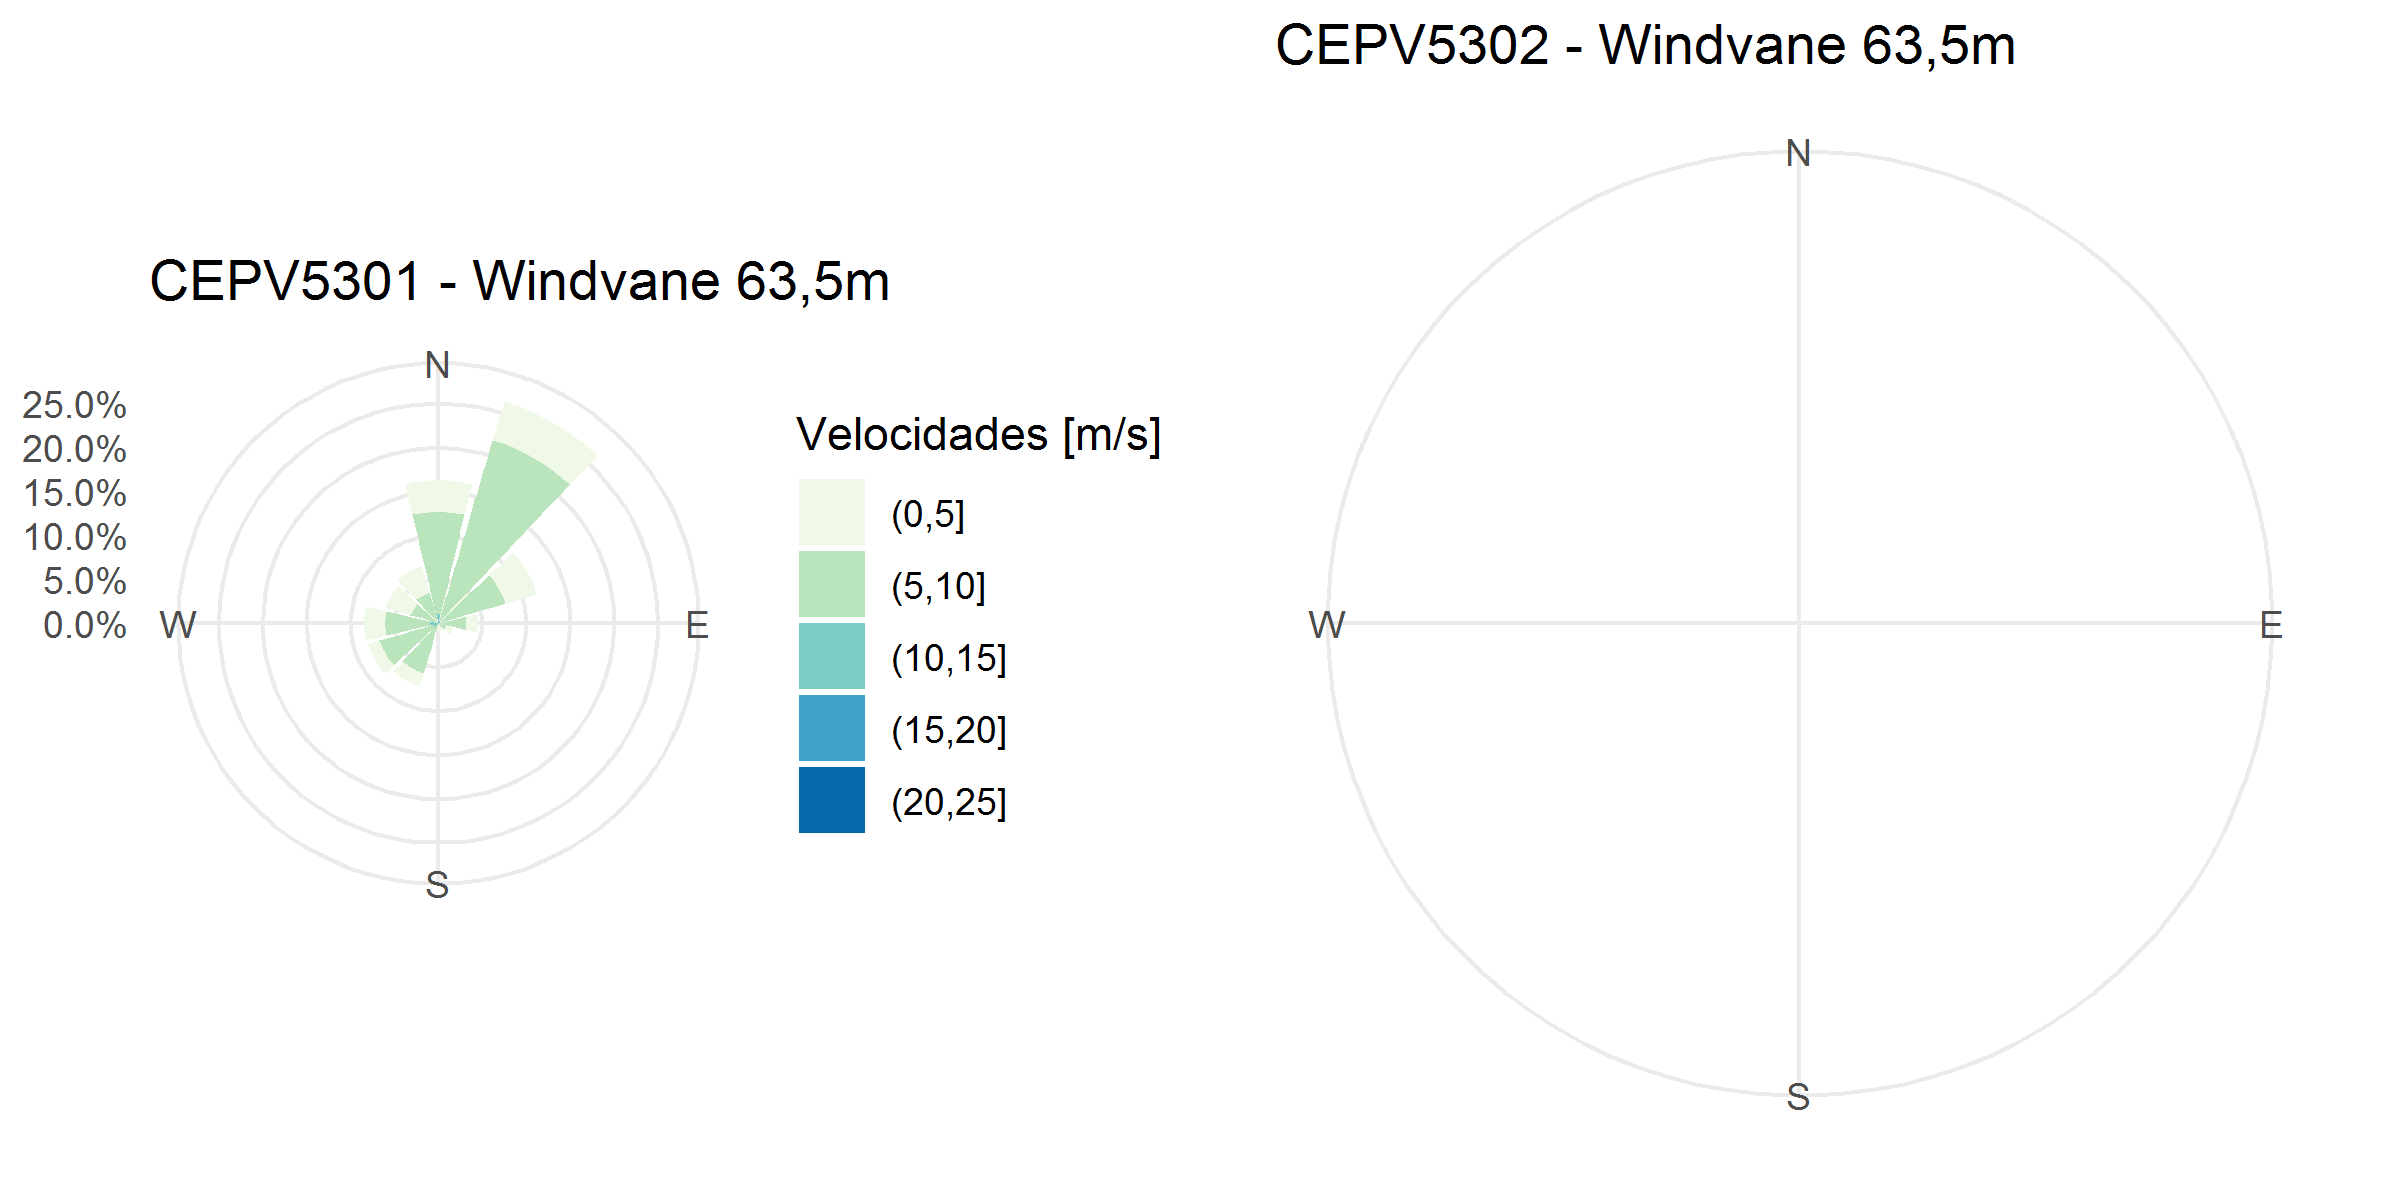 CEPV5301 - Windvane 63,5m
N
25.0%
20.0%
15.0%
10.0%
5.0%
0.0%
W
E
S
Velocidades [m/s]
(0,5]
(5,10]
(10,15]
(15,20]
(20,25]
CEPV5302 - Windvane 63,5m
N
W
E
S